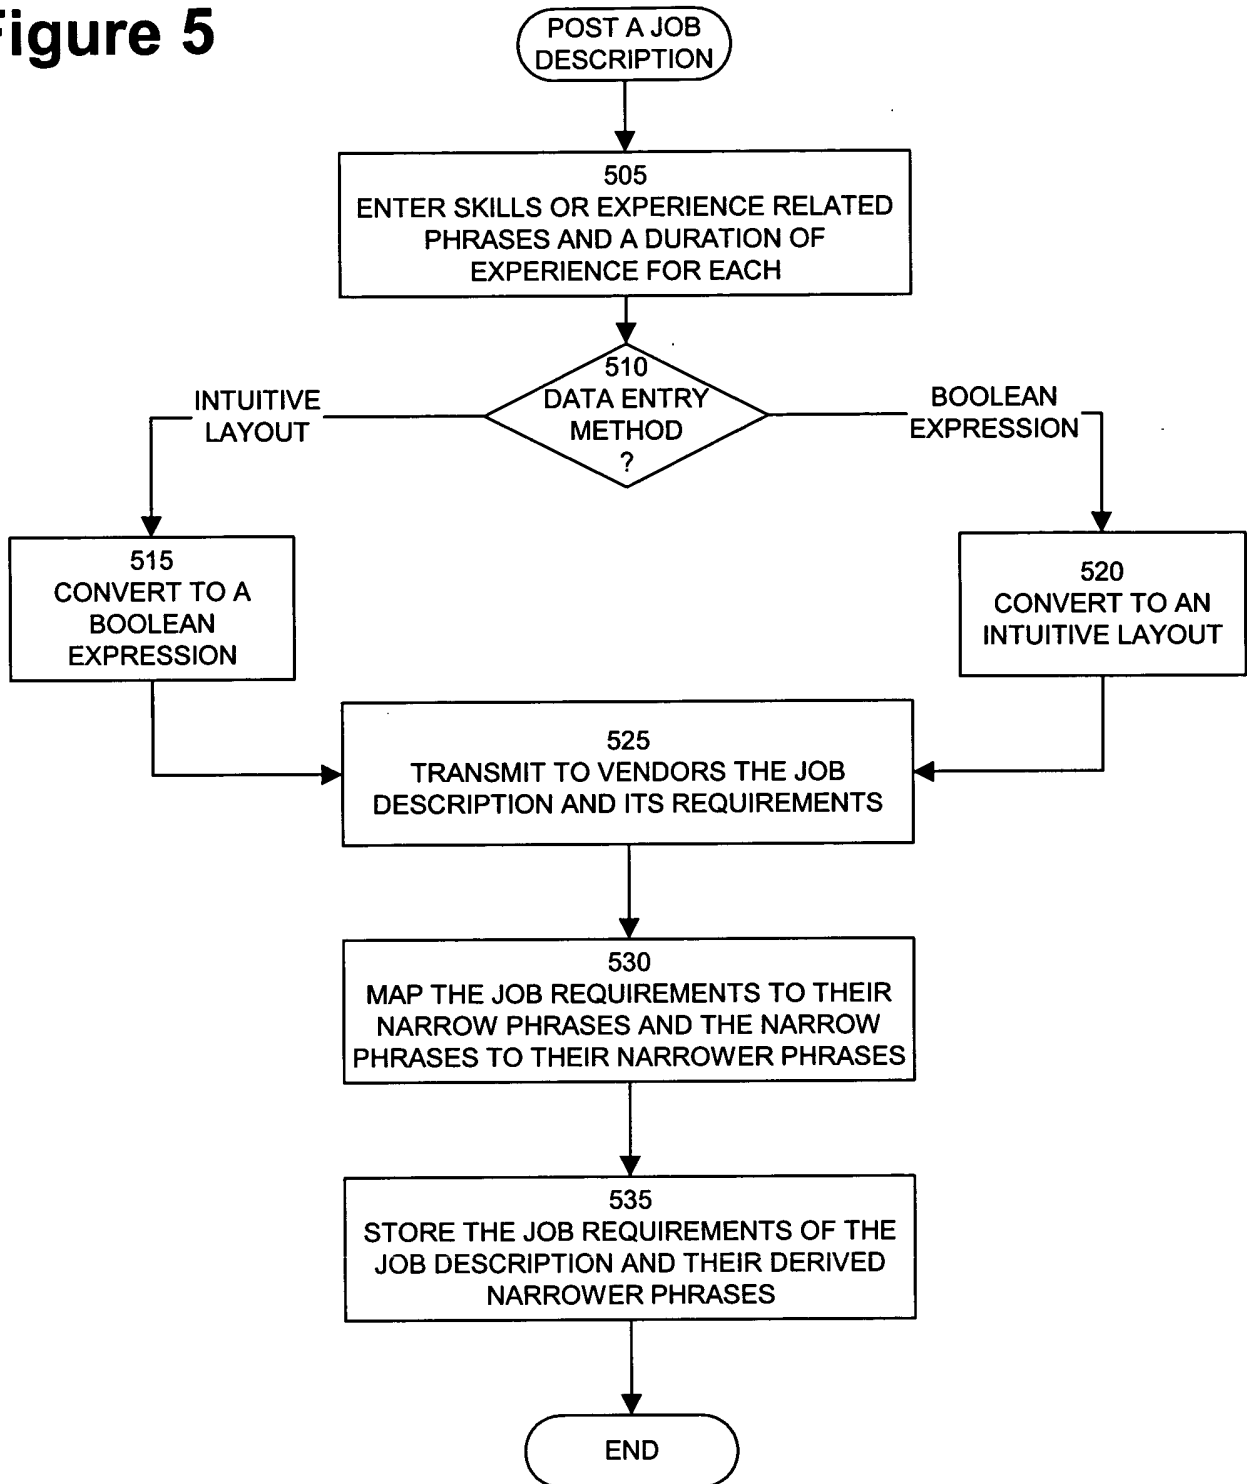 Figure 5
POST A JOB
DESCRIPTION
505
ENTER SKILLS OR EXPERIENCE RELATED
PHRASES AND A DURATION OF
EXPERIENCE FOR EACH
510
DATA ENTRY
METHOD
?
INTUITIVE
LAYOUT
BOOLEAN
EXPRESSION
515
CONVERT TO A
BOOLEAN
EXPRESSION
520
CONVERT TO AN
INTUITIVE LAYOUT
525
TRANSMIT TO VENDORS THE JOB
DESCRIPTION AND ITS REQUIREMENTS
530
MAP THE JOB REQUIREMENTS TO THEIR
NARROW PHRASES AND THE NARROW
PHRASES TO THEIR NARROWER PHRASES
535
STORE THE JOB REQUIREMENTS OF THE
JOB DESCRIPTION AND THEIR DERIVED
NARROWER PHRASES
END